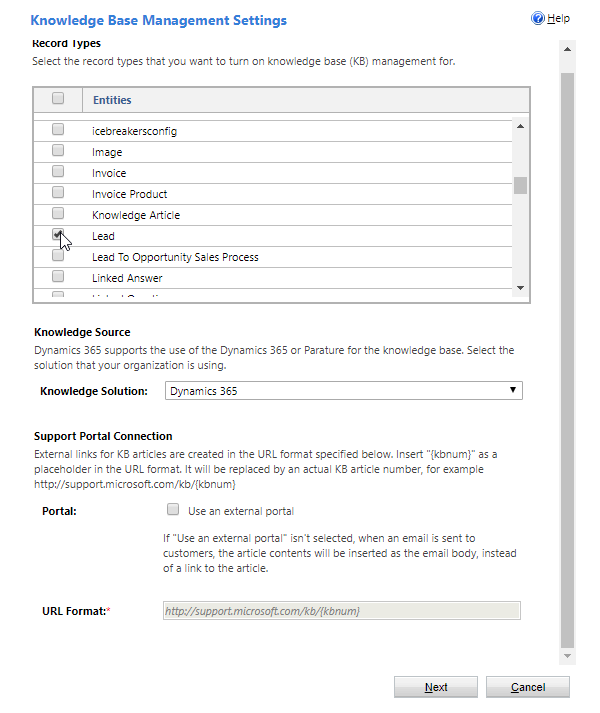 Knowledge Base Management Settings
Help
Record Types
Select the record types that you want to turn on knowledge base (KB) management for.
Entities
icebreakersconfig
Image
Invoice
Invoice Product
Knowledge Article
Lead
Lead To Opportunity Sales Process
Linked Answer
Knowledge Source
Dynamics 365 supports the use of the Dynamics 365 or Parature for the knowledge base. Select the
solution that your organization is using.
Knowledge Solution: Dynamics 365
Support Portal Connection
External links for KB articles are created in the URL format specified below. Insert "{kbnum}" as a
placeholder in the URL format. It will be replaced by an actual KB article number, for example
http://support.microsoft.com/kb/{kbnum}
Portal: Use an external portal
If "Use an external portal" isn't selected, when an email is sent to
customers, the article contents will be inserted as the email body, instead
of a link to the article.
URL Format:* http://support.microsoft.com/kb/{kbnum}
Next Cancel